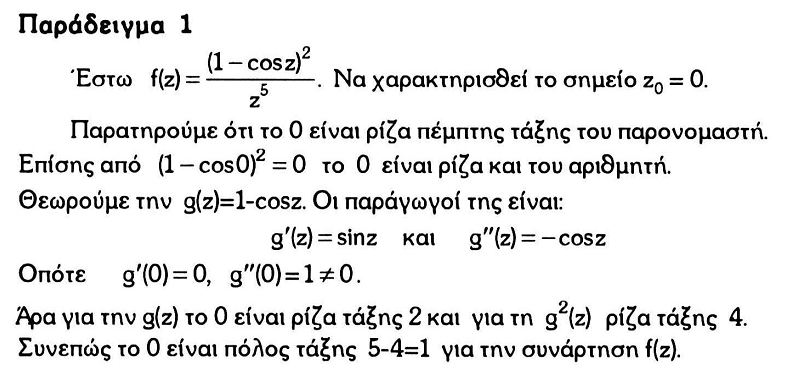 Παράδειγμα 1
Έστω f(z) = (1 – cosz)² / z⁵. Να χαρακτηρισθεί το σημείο z₀ = 0.
Παρατηρούμε ότι το 0 είναι ρίζα πέμπτης τάξης του παρονομαστή.
Επίσης από (1 – cos0)² = 0 το 0 είναι ρίζα και του αριθμητή.
Θεωρούμε την g(z)=1-cosz. Οι παράγωγοί της είναι:
g′(z) = sinz και g′′(z) = –cosz
Οπότε g′(0) = 0, g′′(0) = 1 ≠ 0.
Άρα για την g(z) το 0 είναι ρίζα τάξης 2 και για τη g²(z) ρίζα τάξης 4.
Συνεπώς το 0 είναι πόλος τάξης 5-4=1 για την συνάρτηση f(z).